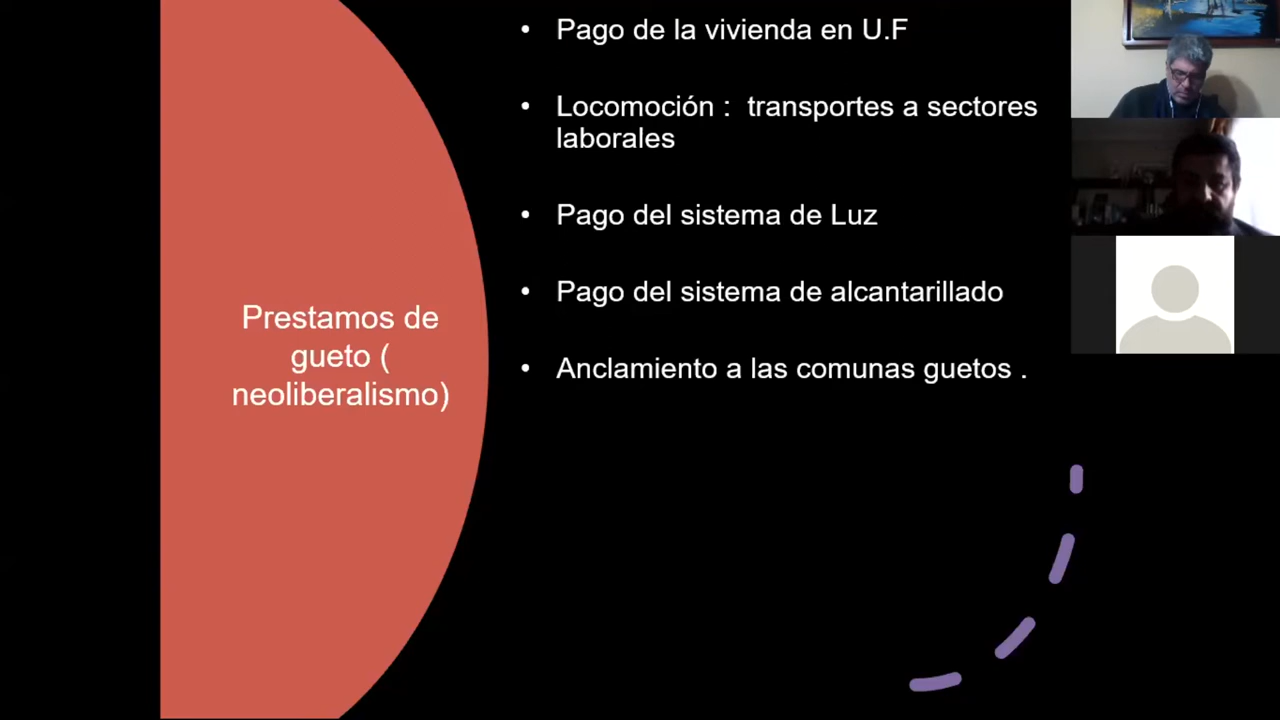 Prestamos de
gueto (
neoliberalismo)
• Pago de la vivienda en U.F
• Locomoción : transportes a sectores
laborales
• Pago del sistema de Luz
• Pago del sistema de alcantarillado
• Anclamiento a las comunas guetos .